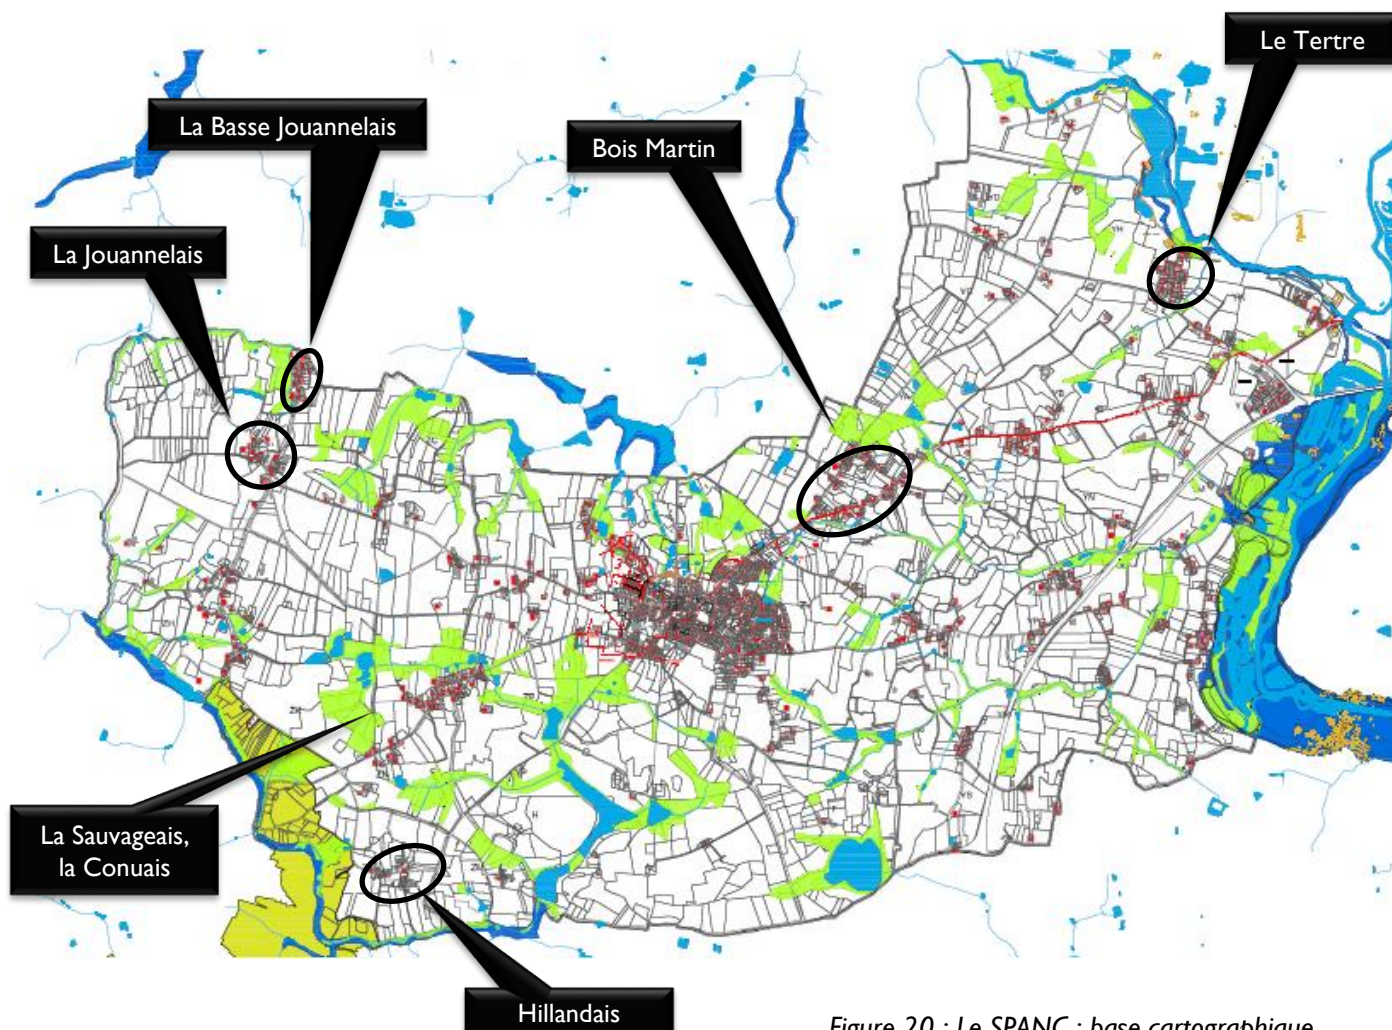 Le Tertre
La Basse Jouannelais
Bois Martin
La Jouannelais
La Sauvageais,
la Conuais
Hillandais
Figure 20 : Le SPANC : base cartographique